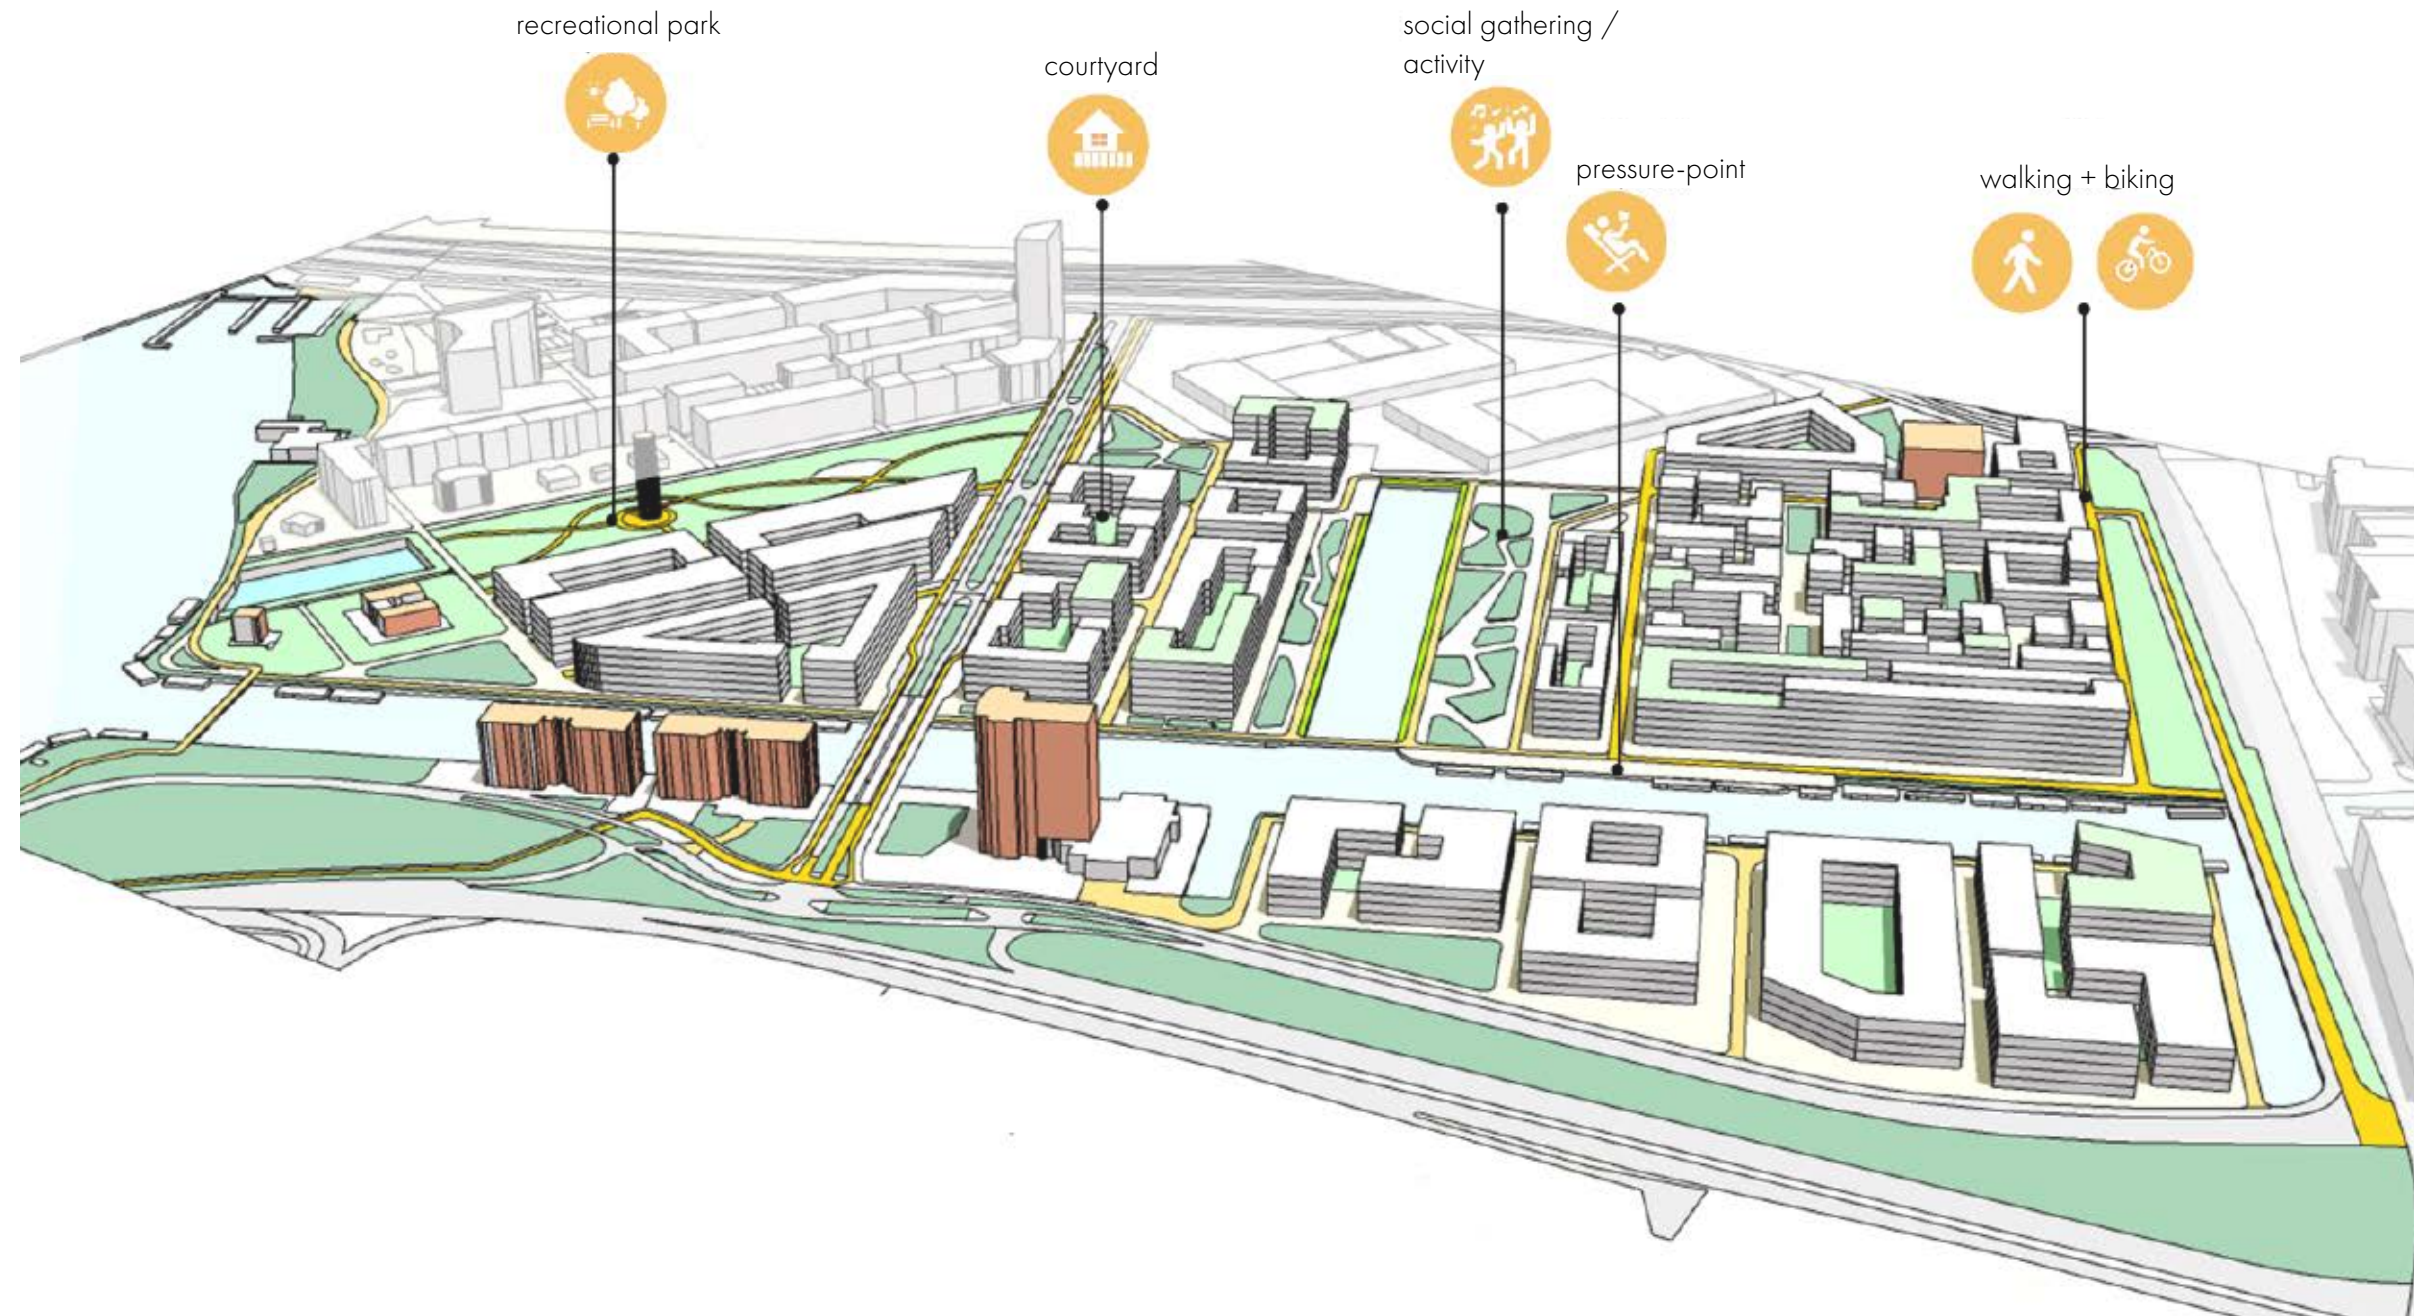 recreational park
courtyard
social gathering /
activity
pressure-point
walking + biking